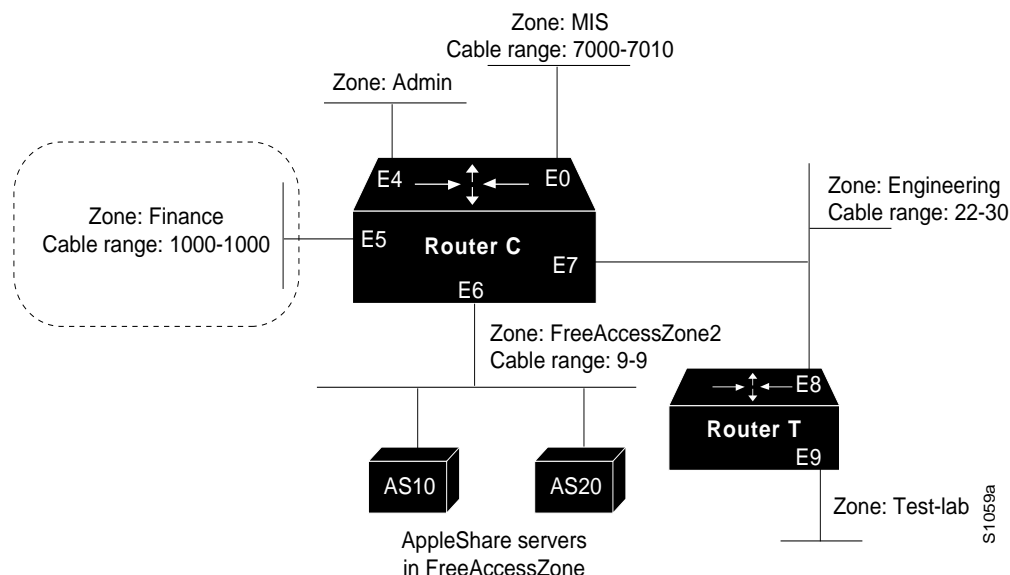 Zone: MIS
Cable range: 7000-7010
Zone: Admin
E4
E0
Zone: Engineering
Cable range: 22-30
Zone: Finance
Cable range: 1000-1000
E5
Router C
E7
E6
Zone: FreeAccessZone2
Cable range: 9-9
E8
Router T
E9
AS10
AS20
Zone: Test-lab
S1059a
AppleShare servers
in FreeAccessZone